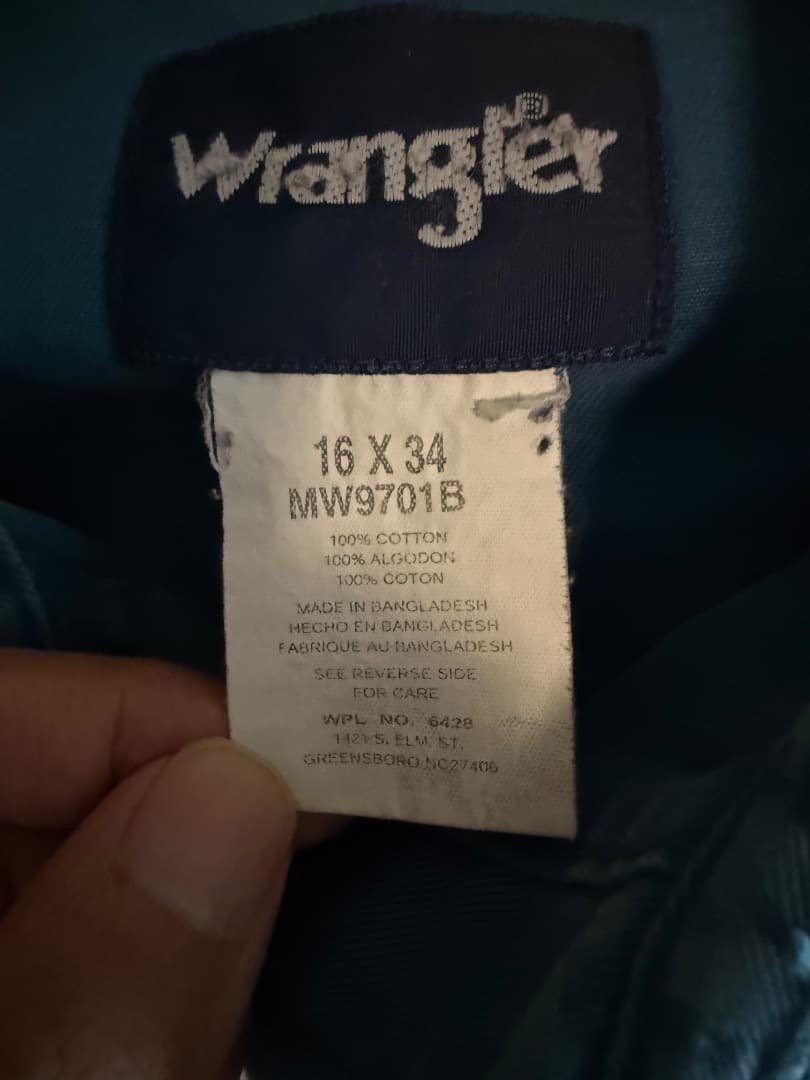 Wrangler®
16 X 34
MW9701B
100% COTTON
100% ALGODON
100% COTON
MADE IN BANGLADESH
HECHO EN BANGLADESH
FABRIQUE AU BANGLADESH
SEE REVERSE SIDE
FOR CARE
WPL NO. 6428
1421 S. ELM ST.
GREENSBORO NC27406